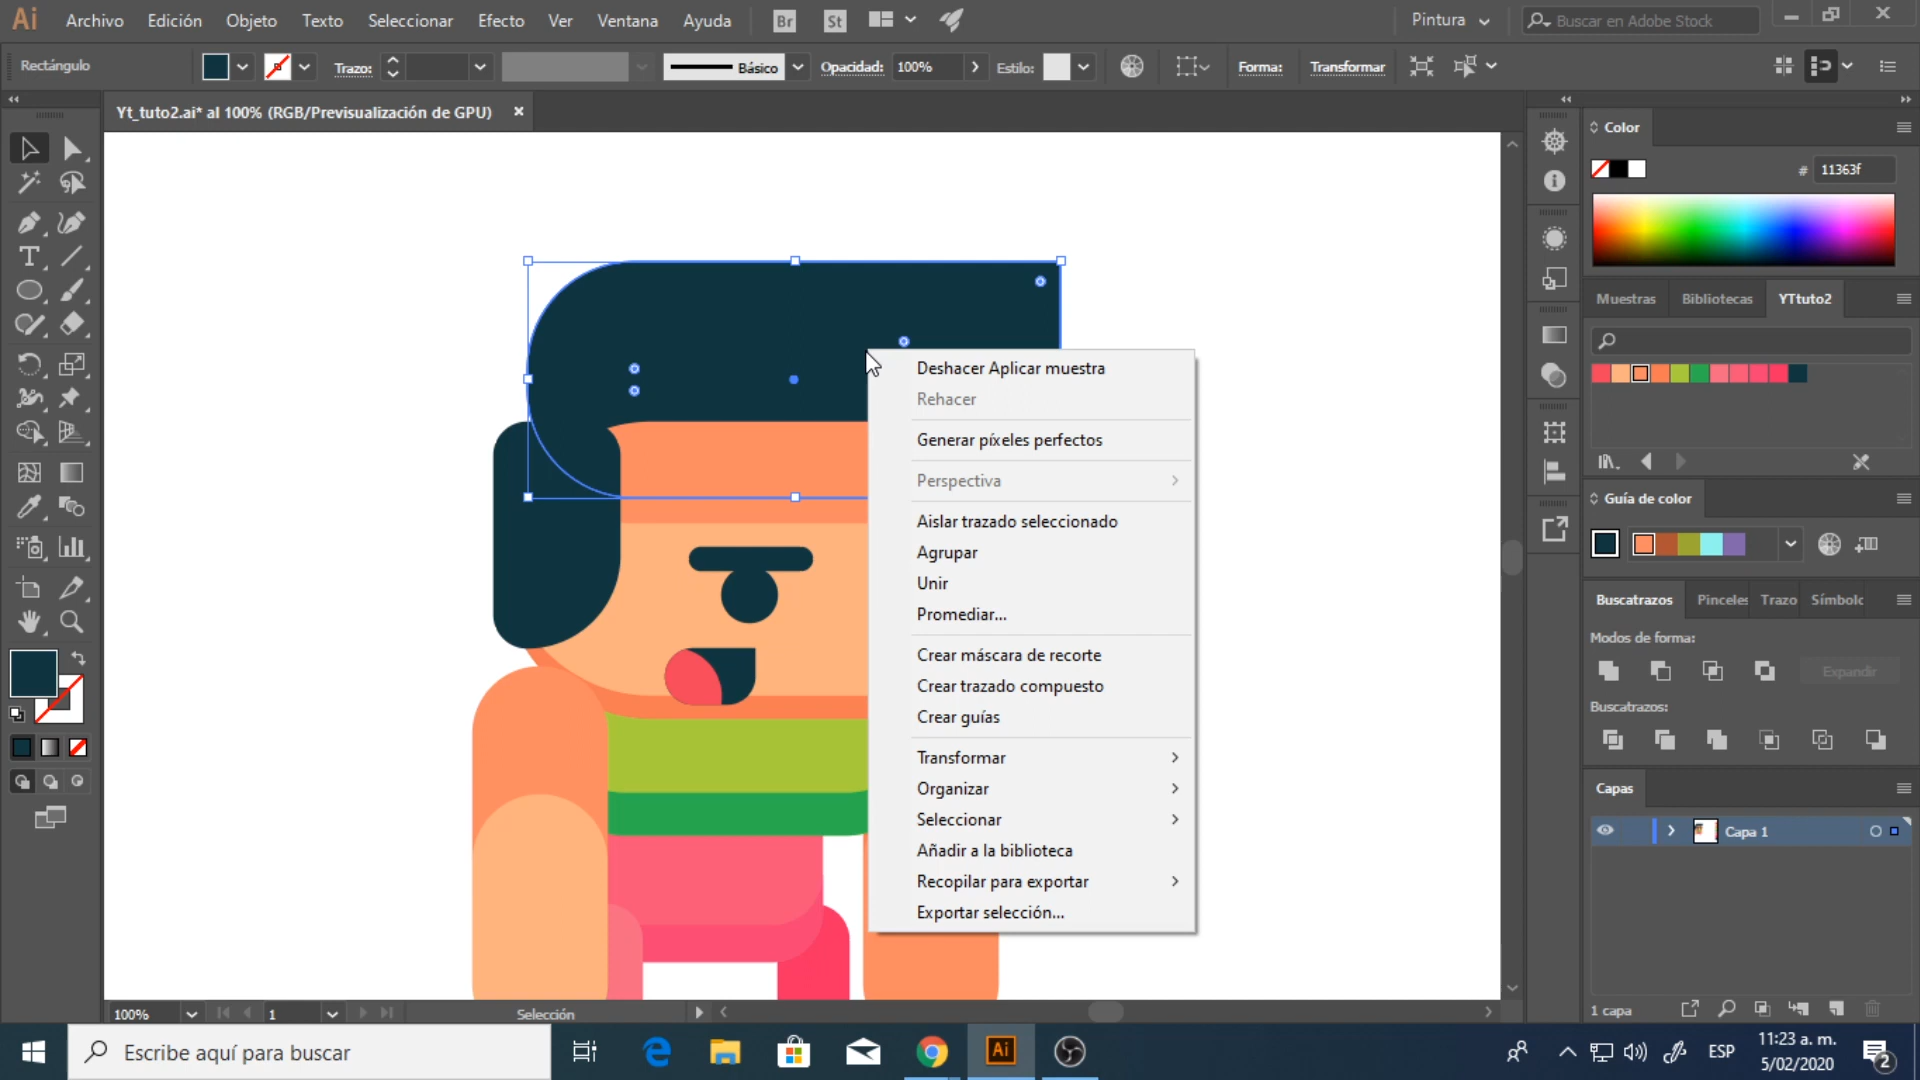 Ai Archivo Edición Objeto Texto Seleccionar Efecto Ver Ventana Ayuda Br St Pintura Buscar en Adobe Stock
Rectángulo Trazo: Básico Opacidad: 100% Estilo: Forma: Transformar
Yt_tuto2.ai* al 100% (RGB/Previsualización de GPU)
Color
# 11363f
Muestras Bibliotecas YTtuto2
Guía de color
Buscatrazos Pinceles Trazo Símbolc
Modos de forma:
Expandir
Buscatrazos:
Capas
Capa 1
1 capa
Deshacer Aplicar muestra
Rehacer
Generar píxeles perfectos
Perspectiva
Aislar trazado seleccionado
Agrupar
Unir
Promediar...
Crear máscara de recorte
Crear trazado compuesto
Crear guías
Transformar
Organizar
Seleccionar
Añadir a la biblioteca
Recopilar para exportar
Exportar selección...
100% 1 Selección
Escribe aquí para buscar
Ai
ESP
11:23 a. m.
5/02/2020
2